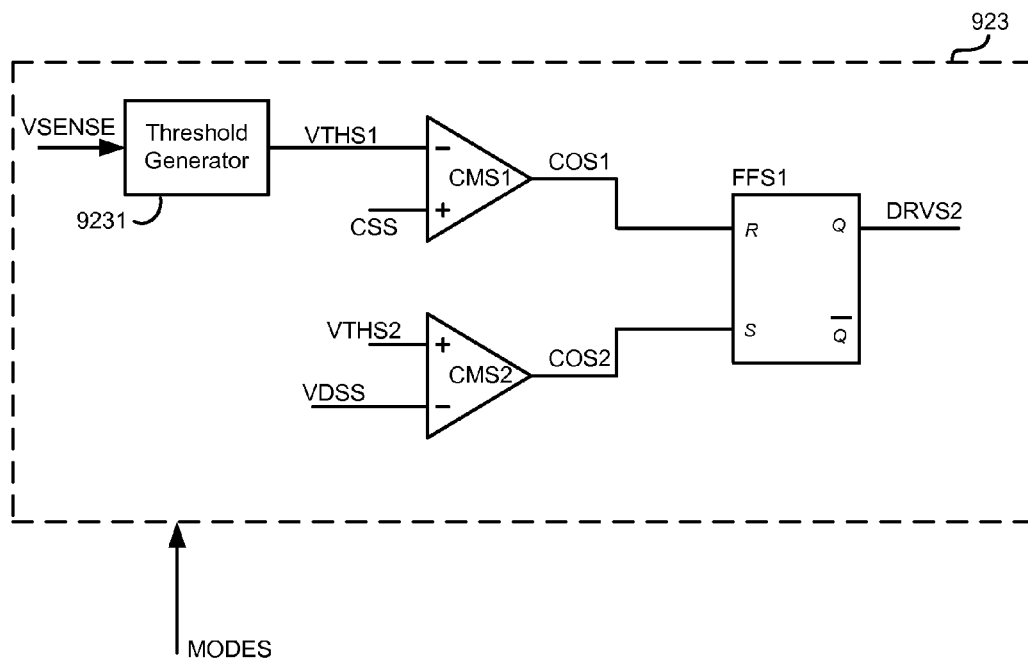 923
VSENSE
Threshold
Generator
9231
VTHS1
−
CMS1
+
CSS
COS1
FFS1
R
Q
DRVS2
S
Q̅
VTHS2
+
CMS2
−
VDSS
COS2
MODES